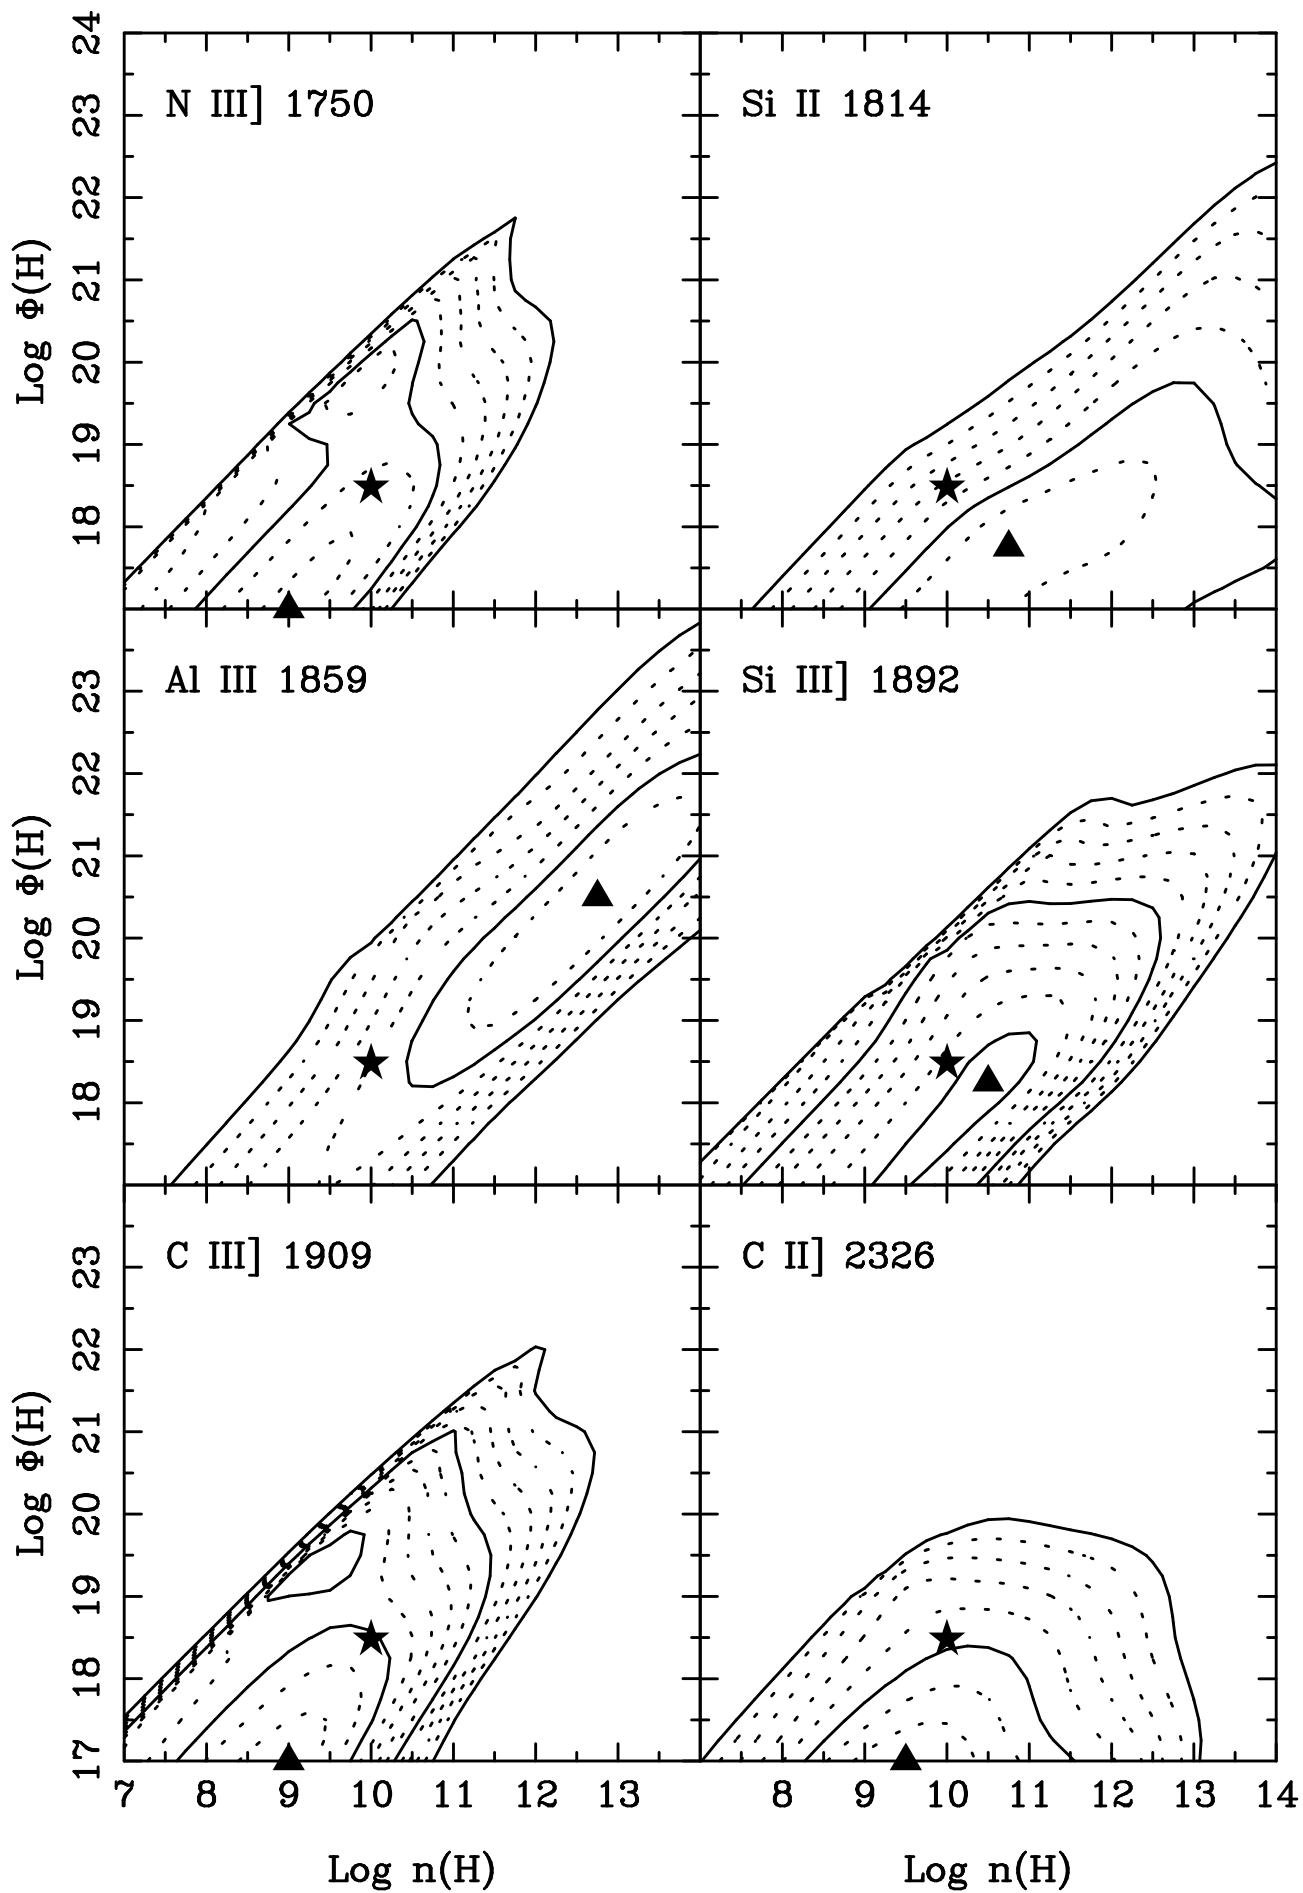 24
N III] 1750
Si II 1814
23
22
21
20
19
18
Log Φ(H)
Al III 1859
Si III] 1892
23
22
21
20
19
18
Log Φ(H)
C III] 1909
C II] 2326
23
22
21
20
19
18
17
Log Φ(H)
7 8 9 10 11 12 13 8 9 10 11 12 13 14
Log n(H) Log n(H)